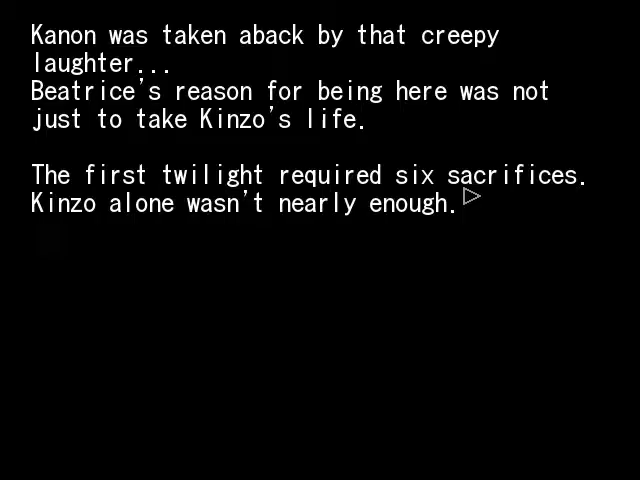 Kanon was taken aback by that creepy
laughter...
Beatrice's reason for being here was not
just to take Kinzo's life.
The first twilight required six sacrifices.
Kinzo alone wasn't nearly enough.